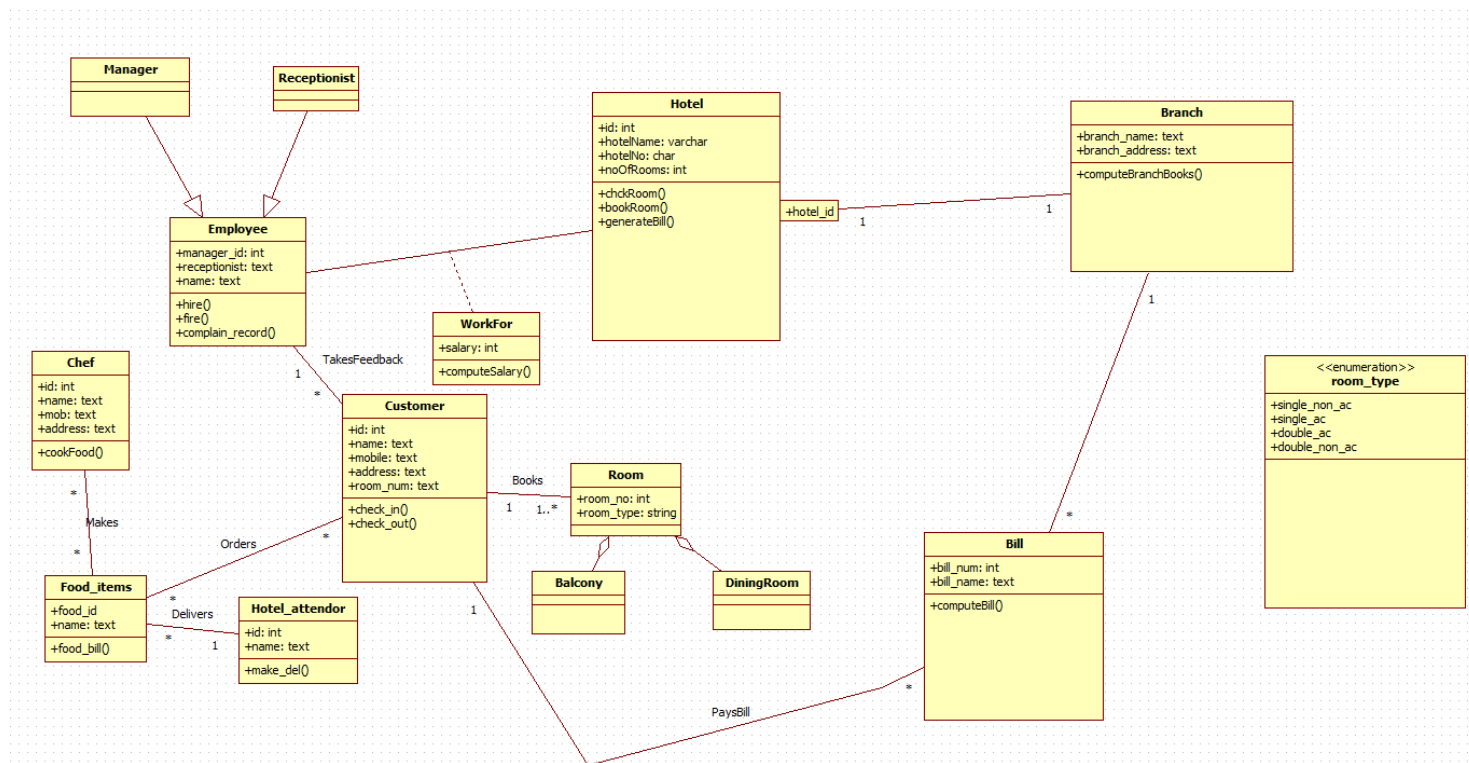 Manager
Receptionist
Hotel
+id: int
+hotelName: varchar
+hotelNo: char
+noOfRooms: int
+chckRoom()
+bookRoom()
+generateBill()
+hotel_id
1
1
Branch
+branch_name: text
+branch_address: text
+computeBranchBooks()
Employee
+manager_id: int
+receptionist: text
+name: text
+hire()
+fire()
+complain_record()
WorkFor
+salary: int
+computeSalary()
1
TakesFeedback
1
*
Chef
+id: int
+name: text
+mob: text
+address: text
+cookFood()
Customer
+id: int
+name: text
+mobile: text
+address: text
+room_num: text
+check_in()
+check_out()
<<enumeration>>
room_type
+single_non_ac
+single_ac
+double_ac
+double_non_ac
Books
1
1..*
Room
+room_no: int
+room_type: string
*
Makes
*
Orders
*
*
*
Bill
+bill_num: int
+bill_name: text
+computeBill()
Food_items
+food_id
+name: text
+food_bill()
Delivers
*
1
Hotel_attendor
+id: int
+name: text
+make_del()
Balcony
DiningRoom
1
PaysBill
*